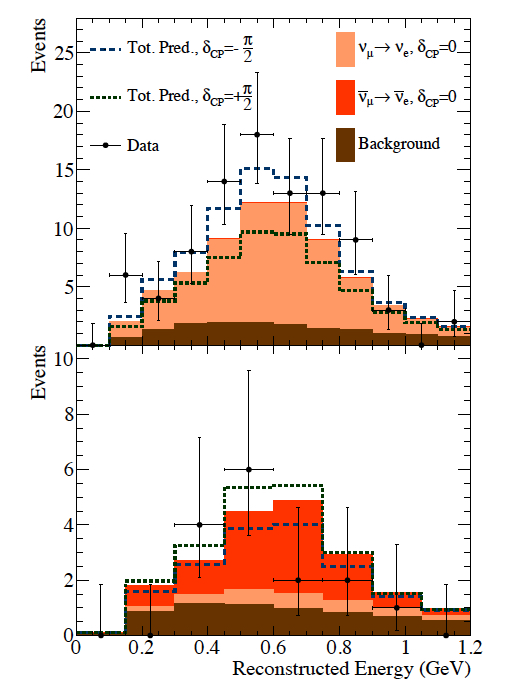 Events
25
20
15
10
5
Tot. Pred., δCP=-π/2
Tot. Pred., δCP=+π/2
Data
νμ→ νe, δCP=0
ν̅μ→ ν̅e, δCP=0
Background
Events
10
8
6
4
2
0
0 0.2 0.4 0.6 0.8 1 1.2
Reconstructed Energy (GeV)